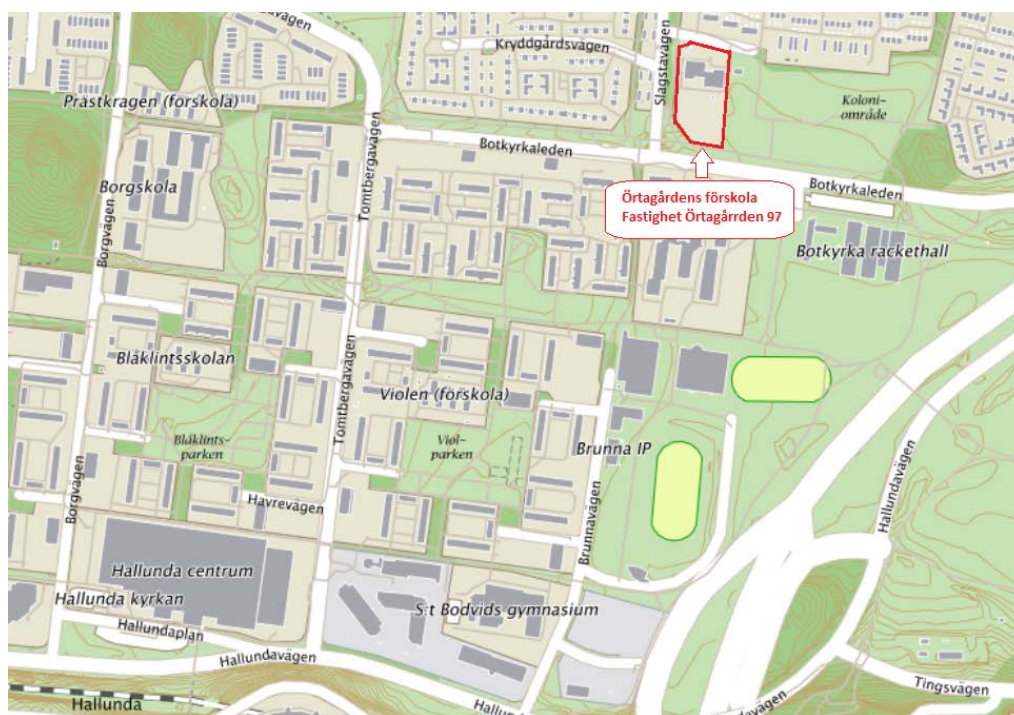 Kryddgårdsvägen
Slagstavägen
Prästkragen (förskola)
Koloni-
område
Botkyrkaleden
Borgskola
Tomtbergavägen
Botkyrkaleden
Örtagårdens förskola
Fastighet Örtagårrden 97
Borgvägen
Botkyrka rackethall
Blåklintsskolan
Tomtbergavägen
Violen (förskola)
Blåklints-
parken
Viol-
parken
Brunna IP
Hallundavägen
Borgvägen
Havrevägen
Brunnavägen
Hallunda centrum
Hallunda kyrkan
S:t Bodvids gymnasium
Hallundaplan
Hallundavägen
Tingsvägen
Hallunda
Hallundavägen
davägen